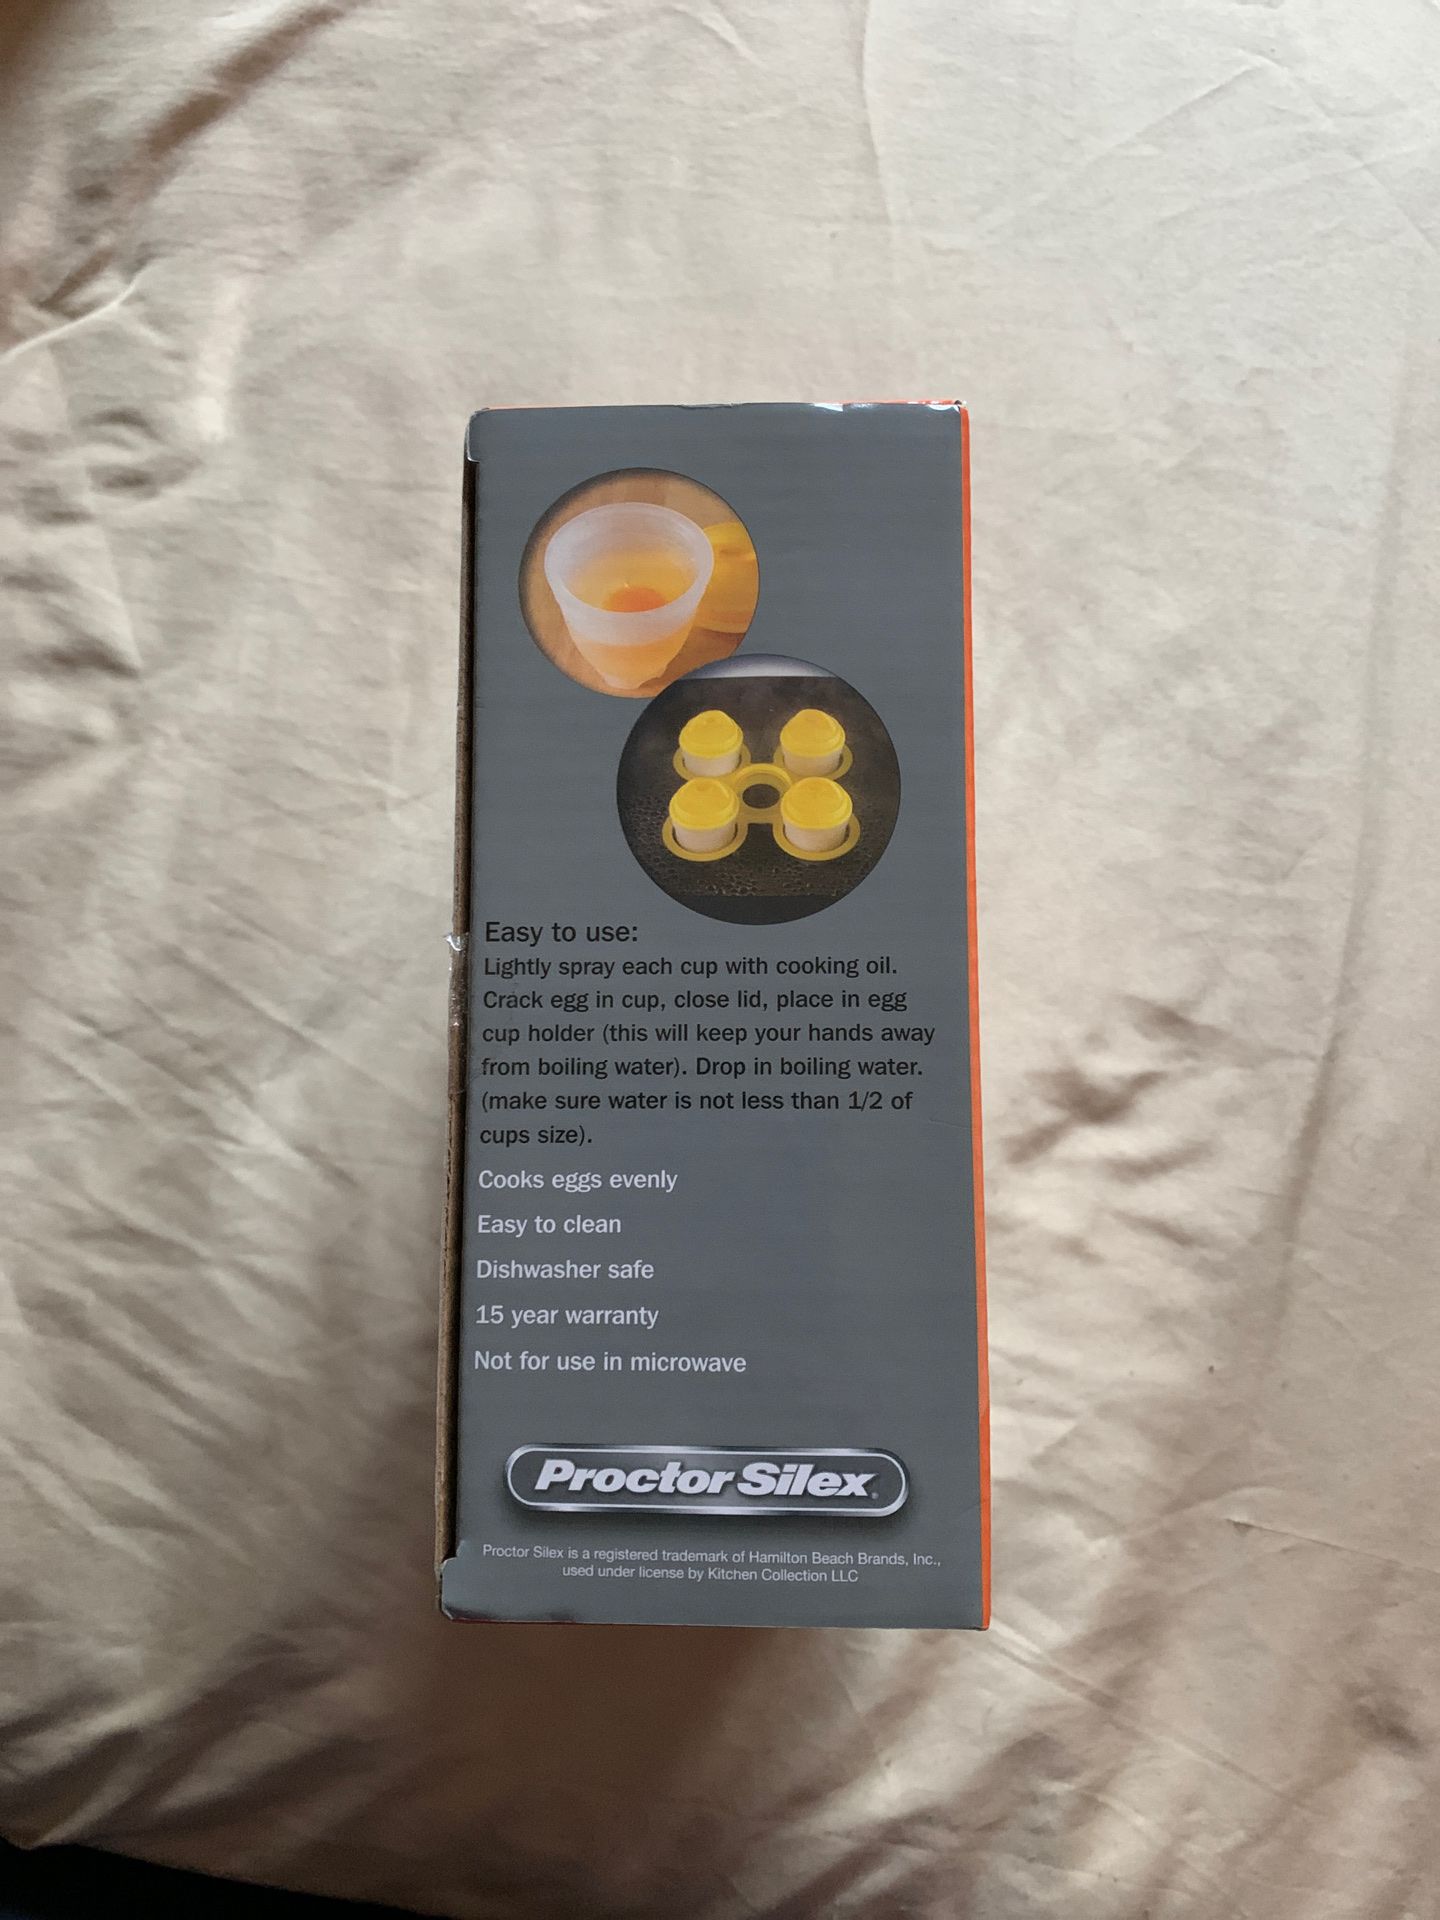 Easy to use:
Lightly spray each cup with cooking oil.
Crack egg in cup, close lid, place in egg
cup holder (this will keep your hands away
from boiling water). Drop in boiling water.
(make sure water is not less than 1/2 of
cups size).
Cooks eggs evenly
Easy to clean
Dishwasher safe
15 year warranty
Not for use in microwave
Proctor Silex®
Proctor Silex is a registered trademark of Hamilton Beach Brands, Inc.,
used under license by Kitchen Collection LLC